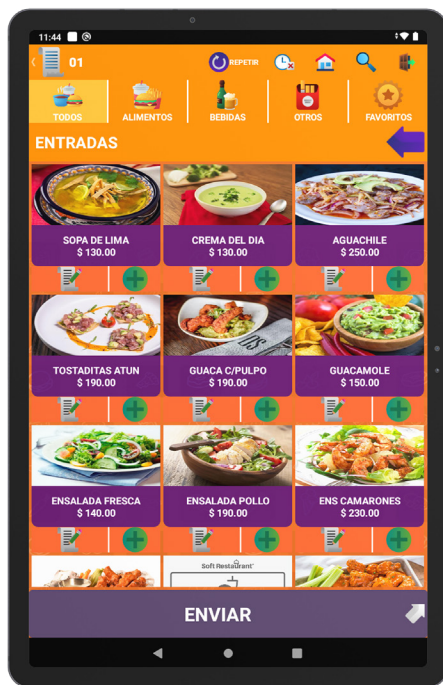 11:44
01
REPETIR
TODOS
ALIMENTOS
BEBIDAS
OTROS
FAVORITOS
ENTRADAS
SOPA DE LIMA
$ 130.00
CREMA DEL DIA
$ 130.00
AGUACHILE
$ 250.00
TOSTADITAS ATUN
$ 190.00
GUACA C/PULPO
$ 190.00
GUACAMOLE
$ 150.00
ENSALADA FRESCA
$ 140.00
ENSALADA POLLO
$ 190.00
ENS CAMARONES
$ 230.00
Soft Restaurant
ENVIAR